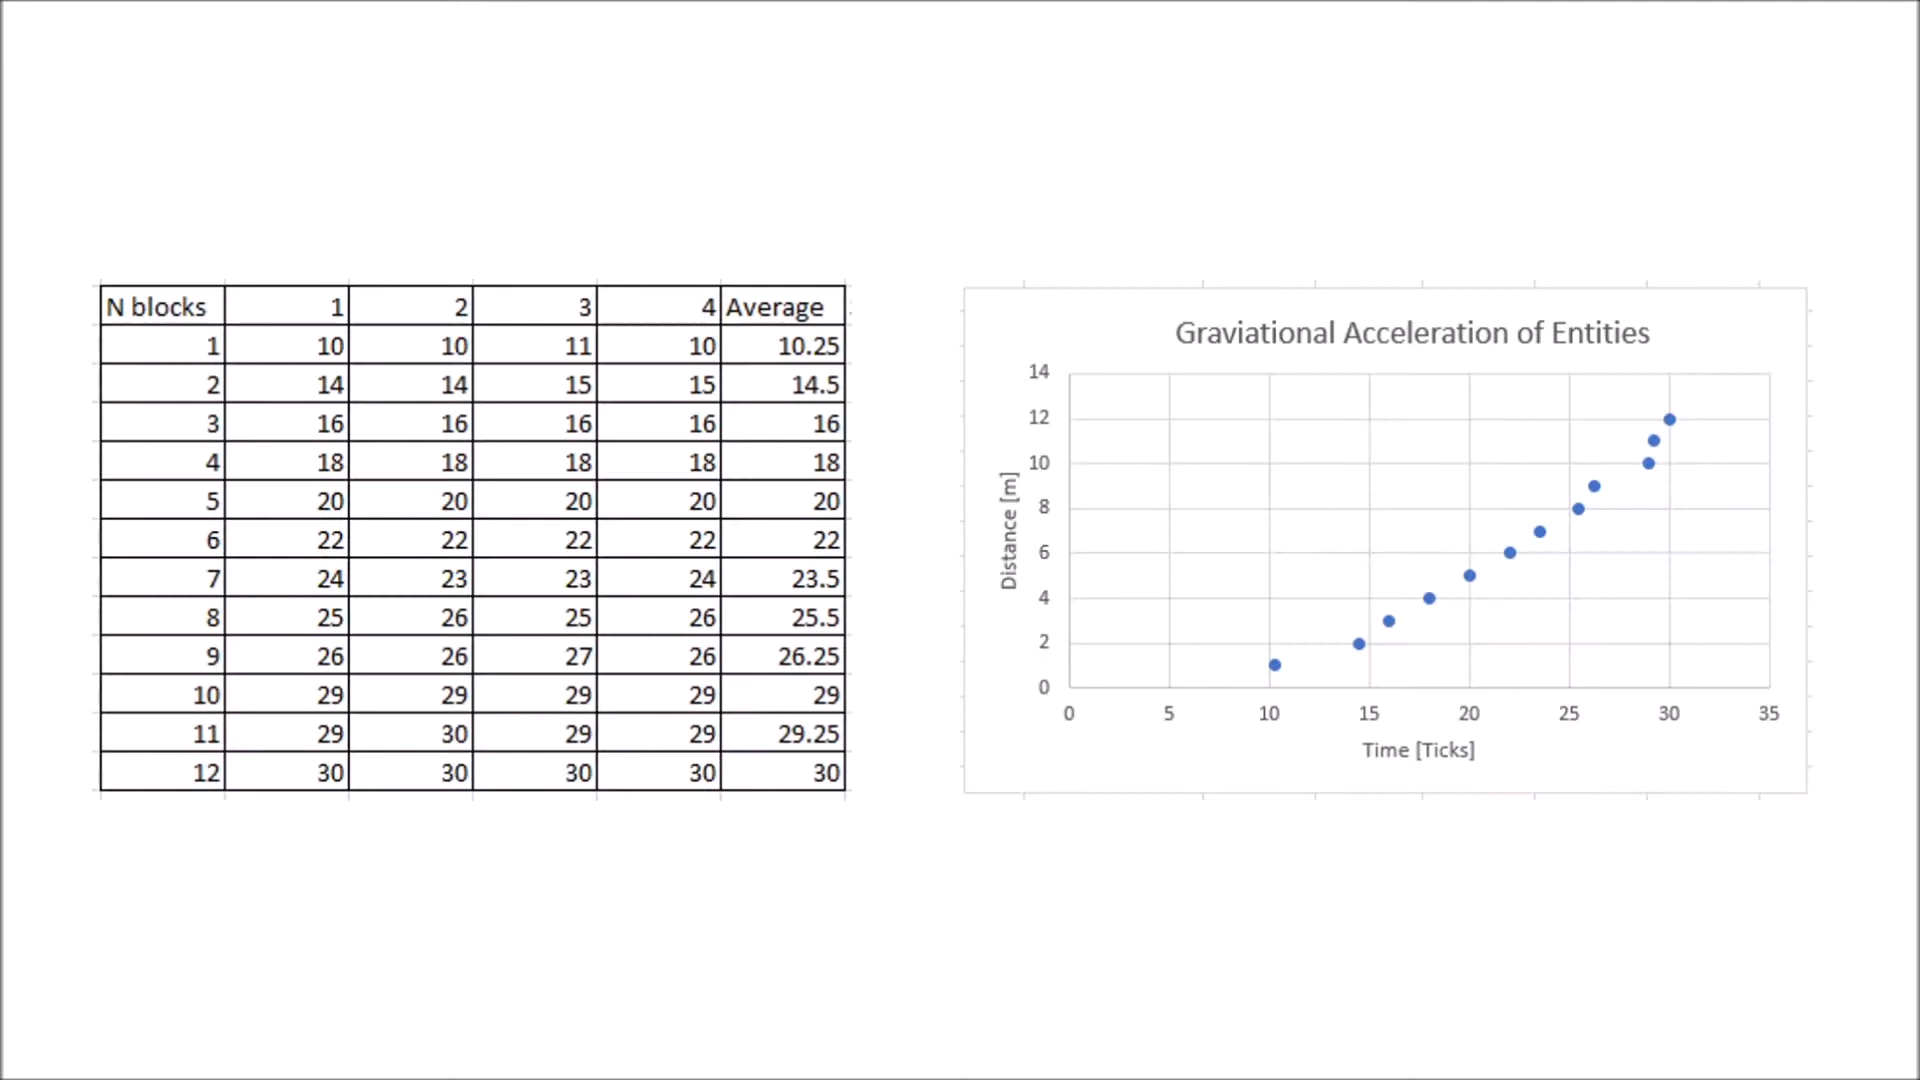 N blocks 1 2 3 4 Average
1 10 10 11 10 10.25
2 14 14 15 15 14.5
3 16 16 16 16 16
4 18 18 18 18 18
5 20 20 20 20 20
6 22 22 22 22 22
7 24 23 23 24 23.5
8 25 26 25 26 25.5
9 26 26 27 26 26.25
10 29 29 29 29 29
11 29 30 29 29 29.25
12 30 30 30 30 30
Graviational Acceleration of Entities
14
12
10
8
6
4
2
0
Distance [m]
0 5 10 15 20 25 30 35
Time [Ticks]